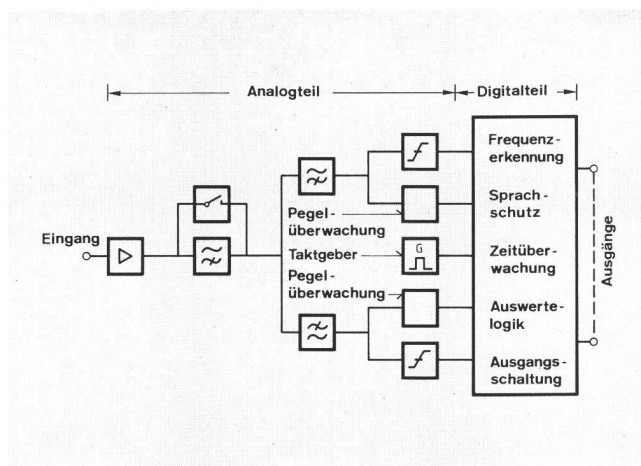 Analogteil
Digitalteil
Frequenz-
erkennung
Sprach-
schutz
Pegel-
überwachung
Eingang
Taktgeber
G
Zeitüber-
wachung
Pegel-
überwachung
Auswerte-
logik
Ausgangs-
schaltung
Ausgänge